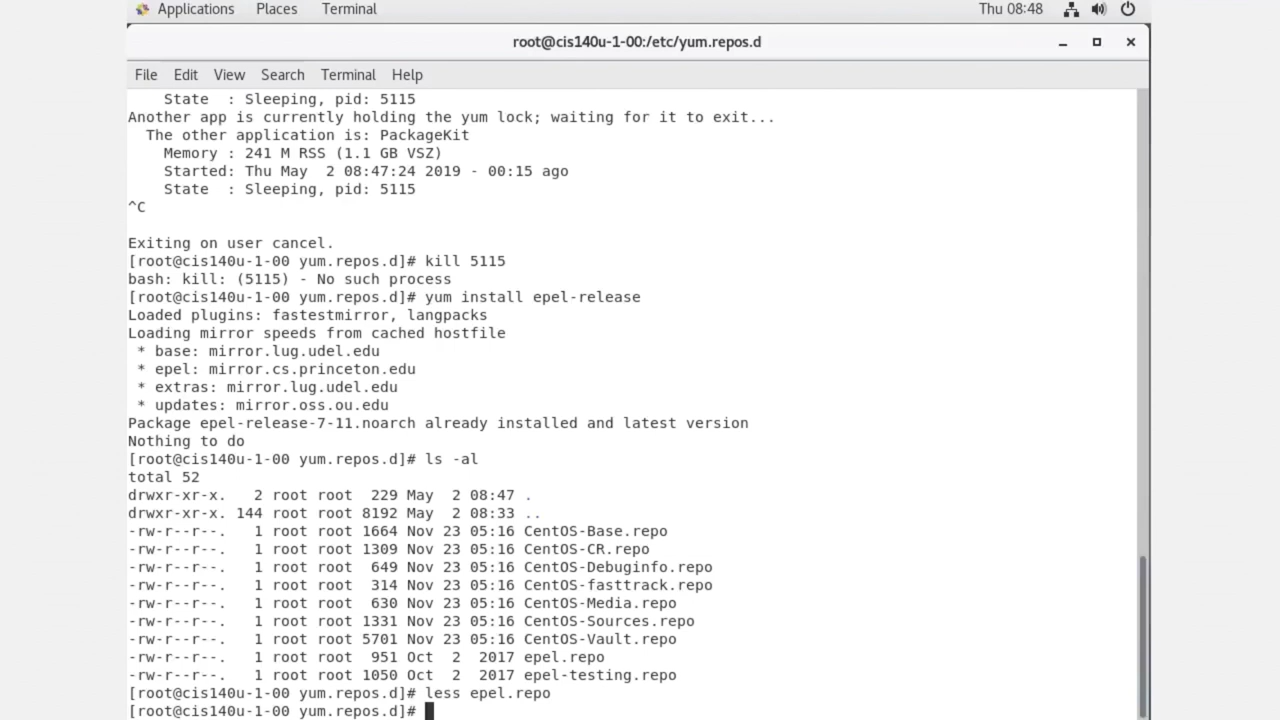 Applications Places Terminal Thu 08:48
root@cis140u-1-00:/etc/yum.repos.d
File Edit View Search Terminal Help
    State  : Sleeping, pid: 5115
Another app is currently holding the yum lock; waiting for it to exit...
  The other application is: PackageKit
    Memory : 241 M RSS (1.1 GB VSZ)
    Started: Thu May  2 08:47:24 2019 - 00:15 ago
    State  : Sleeping, pid: 5115
^C
Exiting on user cancel.
[root@cis140u-1-00 yum.repos.d]# kill 5115
bash: kill: (5115) - No such process
[root@cis140u-1-00 yum.repos.d]# yum install epel-release
Loaded plugins: fastestmirror, langpacks
Loading mirror speeds from cached hostfile
 * base: mirror.lug.udel.edu
 * epel: mirror.cs.princeton.edu
 * extras: mirror.lug.udel.edu
 * updates: mirror.oss.ou.edu
Package epel-release-7-11.noarch already installed and latest version
Nothing to do
[root@cis140u-1-00 yum.repos.d]# ls -al
total 52
drwxr-xr-x.   2 root root  229 May  2 08:47 .
drwxr-xr-x. 144 root root 8192 May  2 08:33 ..
-rw-r--r--.   1 root root 1664 Nov 23 05:16 CentOS-Base.repo
-rw-r--r--.   1 root root 1309 Nov 23 05:16 CentOS-CR.repo
-rw-r--r--.   1 root root  649 Nov 23 05:16 CentOS-Debuginfo.repo
-rw-r--r--.   1 root root  314 Nov 23 05:16 CentOS-fasttrack.repo
-rw-r--r--.   1 root root  630 Nov 23 05:16 CentOS-Media.repo
-rw-r--r--.   1 root root 1331 Nov 23 05:16 CentOS-Sources.repo
-rw-r--r--.   1 root root 5701 Nov 23 05:16 CentOS-Vault.repo
-rw-r--r--.   1 root root  951 Oct  2  2017 epel.repo
-rw-r--r--.   1 root root 1050 Oct  2  2017 epel-testing.repo
[root@cis140u-1-00 yum.repos.d]# less epel.repo
[root@cis140u-1-00 yum.repos.d]#